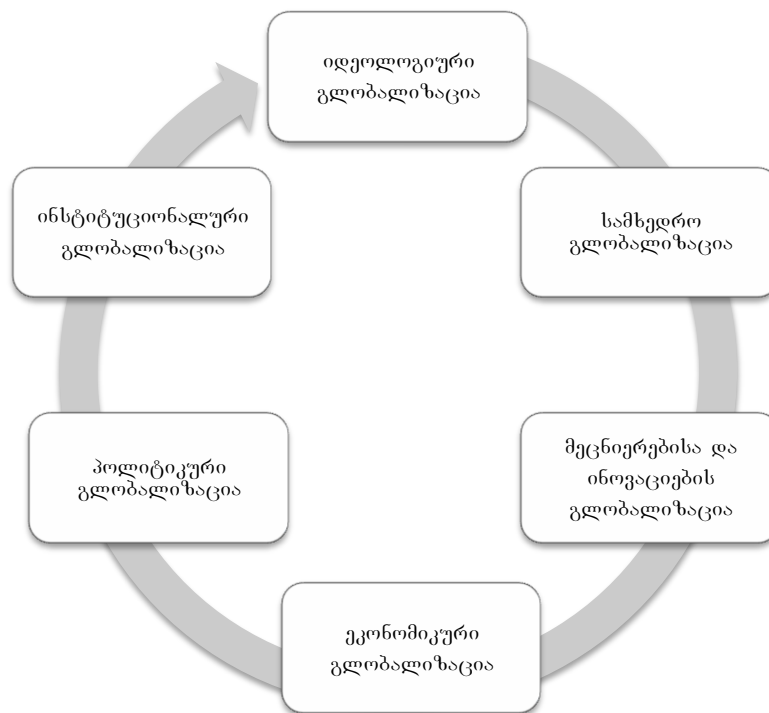 იდეოლოგიური
გლობალიზაცია
სამხედრო
გლობალიზაცია
მეცნიერებისა და
ინოვაციების
გლობალიზაცია
ეკონომიკური
გლობალიზაცია
პოლიტიკური
გლობალიზაცია
ინსტიტუციონალური
გლობალიზაცია